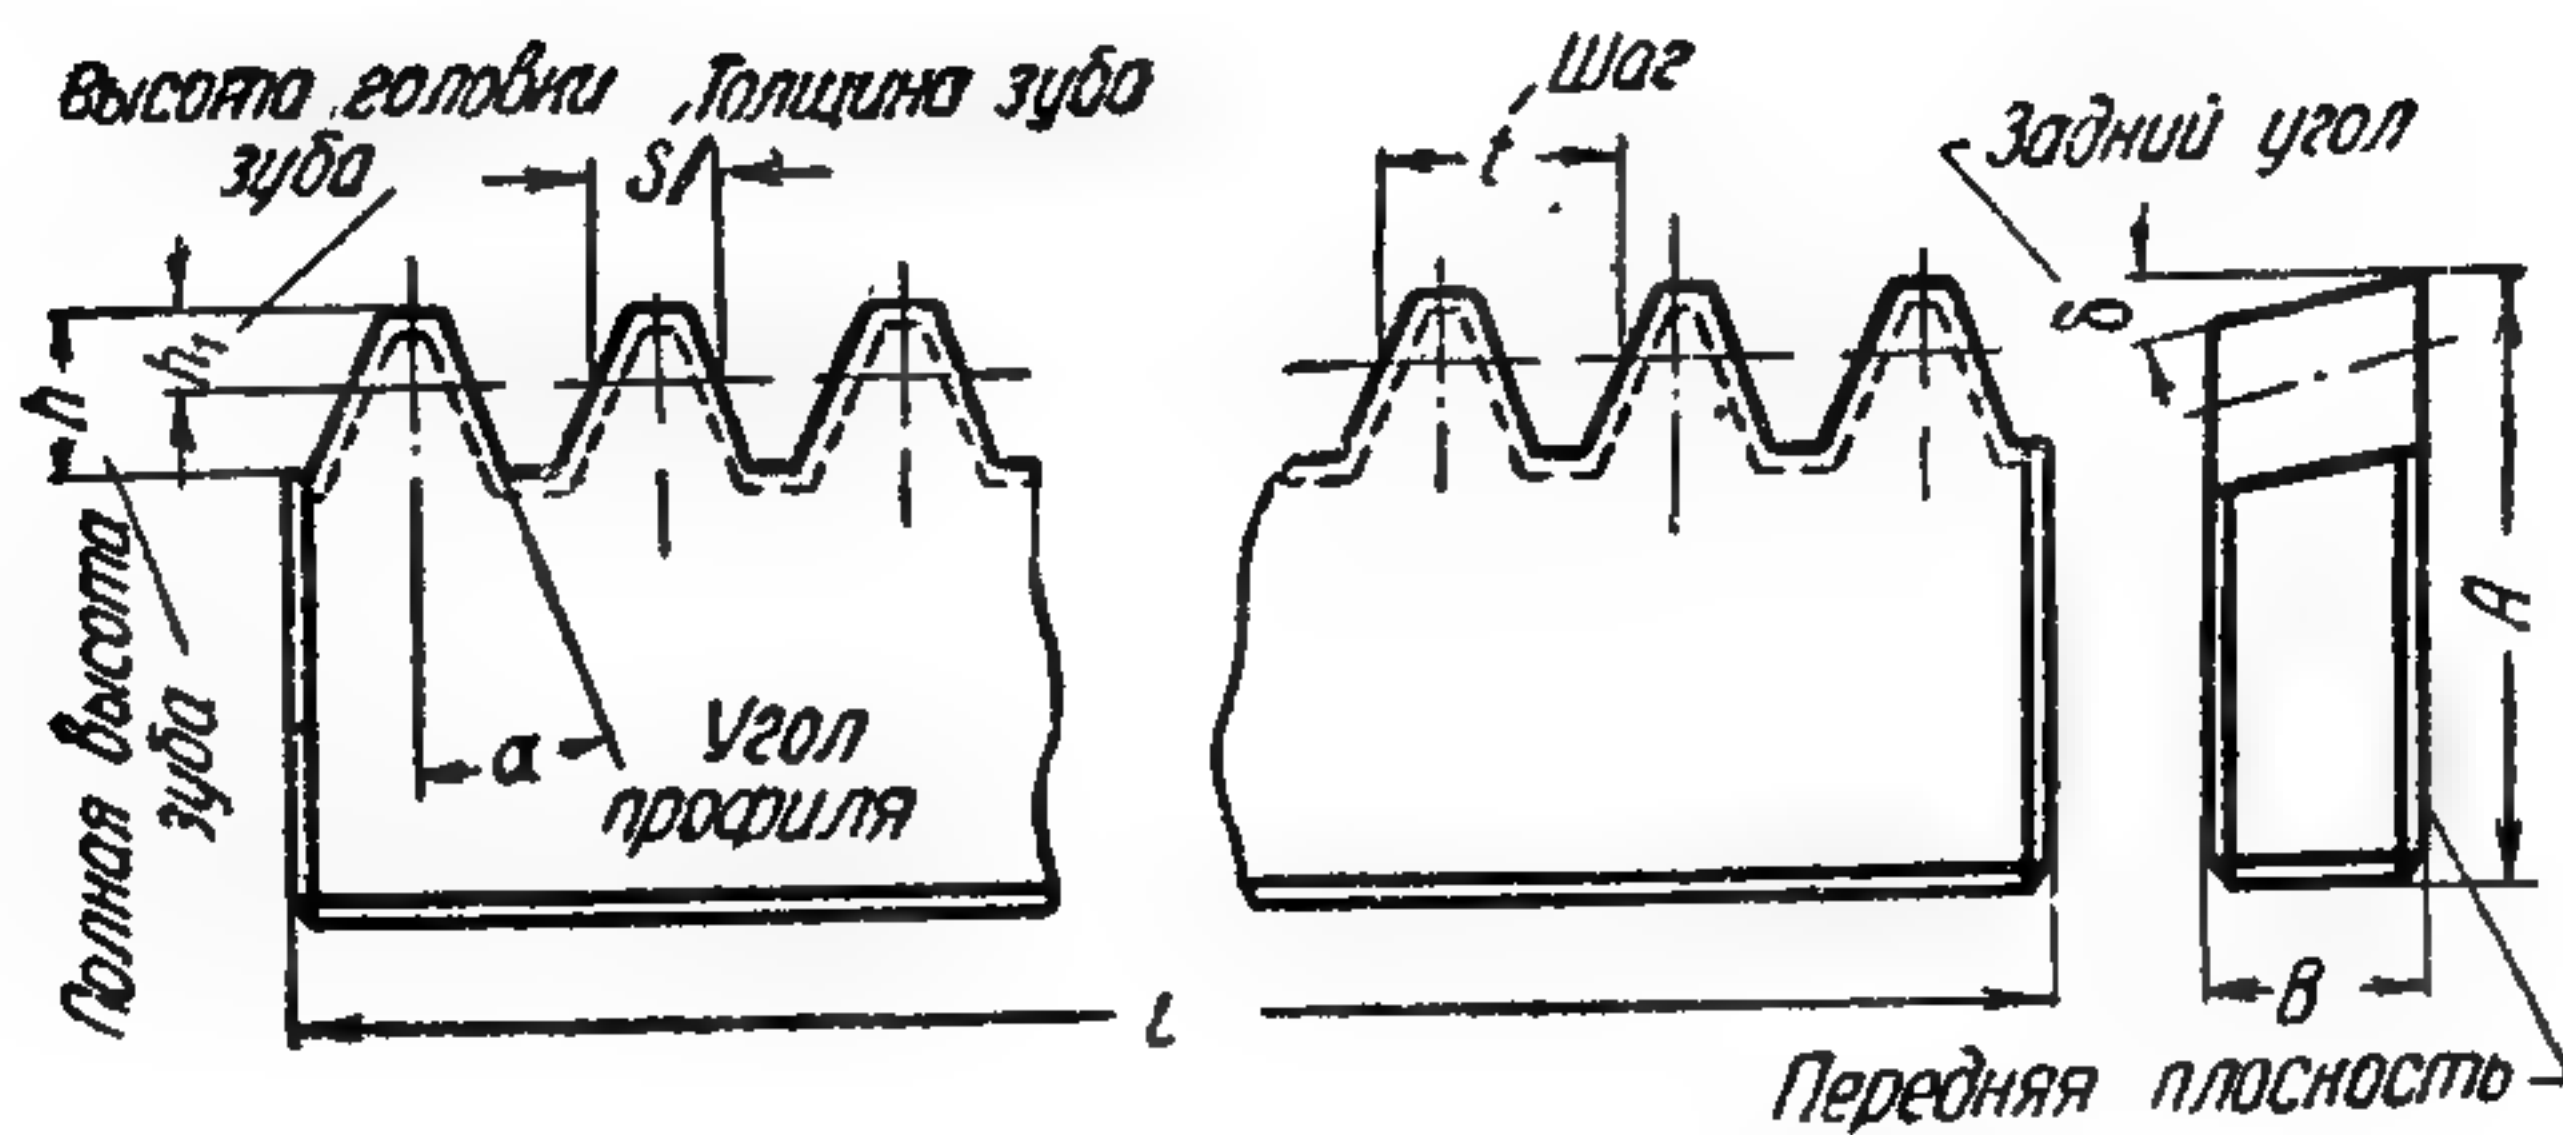 Высота головки
зуба
Толщина зуба
S
Шаг
t
Задний угол
δ
h
h₁
Полная высота
зуба
α
Угол
профиля
A
L
B
Передняя плоскость